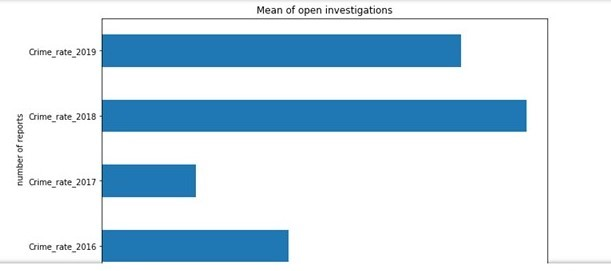 Mean of open investigations
Crime_rate_2019
Crime_rate_2018
number of reports
Crime_rate_2017
Crime_rate_2016